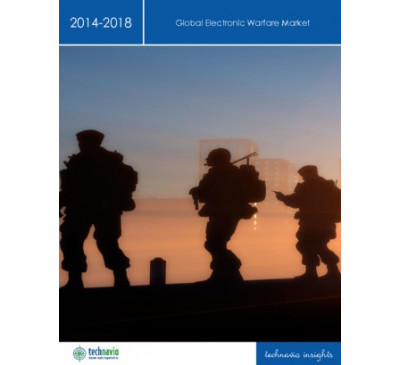 2014-2018
Global Electronic Warfare Market
technavio
technavio insights